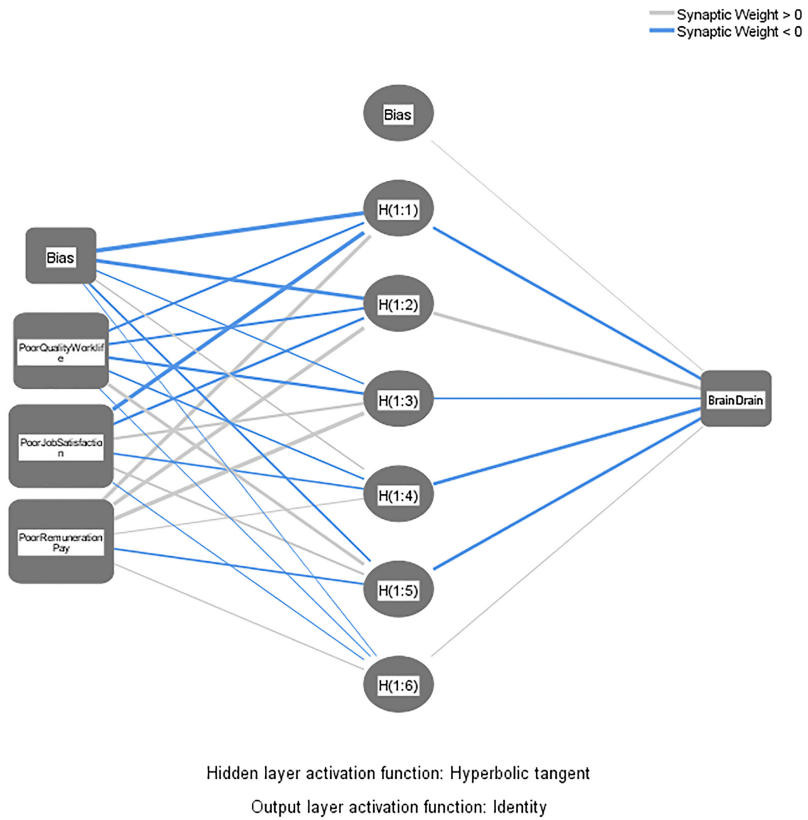 Synaptic Weight > 0
Synaptic Weight < 0
Bias
H(1:1)
Bias
H(1:2)
PoorQualityWorklif
e
H(1:3)
BrainDrain
PoorJobSatisfactio
n
H(1:4)
PoorRemuneration
Pay
H(1:5)
H(1:6)
Hidden layer activation function: Hyperbolic tangent
Output layer activation function: Identity